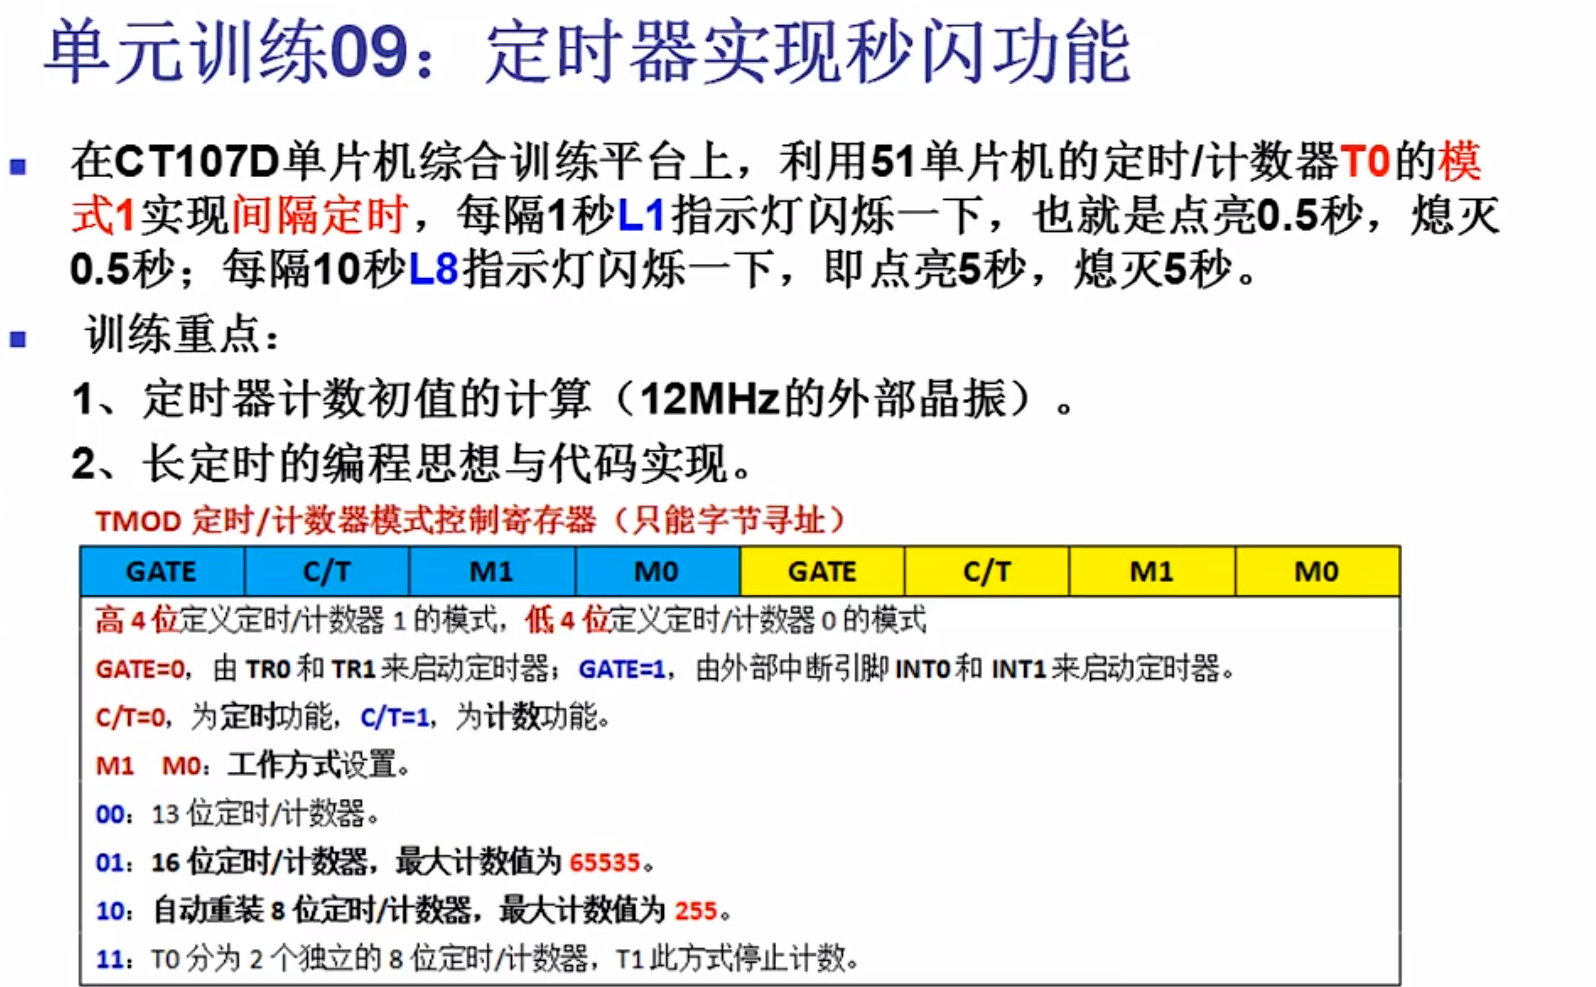 单元训练09：定时器实现秒闪功能
在CT107D单片机综合训练平台上，利用51单片机的定时/计数器T0的模
式1实现间隔定时，每隔1秒L1指示灯闪烁一下，也就是点亮0.5秒，熄灭
0.5秒；每隔10秒L8指示灯闪烁一下，即点亮5秒，熄灭5秒。
训练重点：
1、定时器计数初值的计算（12MHz的外部晶振）。
2、长定时的编程思想与代码实现。
TMOD 定时/计数器模式控制寄存器（只能字节寻址）
GATE C/T M1 M0 GATE C/T M1 M0
高4位定义定时/计数器1的模式，低4位定义定时/计数器0的模式
GATE=0，由 TR0 和 TR1 来启动定时器；GATE=1，由外部中断引脚 INT0 和 INT1 来启动定时器。
C/T=0，为定时功能，C/T=1，为计数功能。
M1 M0：工作方式设置。
00：13 位定时/计数器。
01：16 位定时/计数器，最大计数值为 65535。
10：自动重装 8 位定时/计数器，最大计数值为 255。
11：T0 分为 2 个独立的 8 位定时/计数器，T1 此方式停止计数。